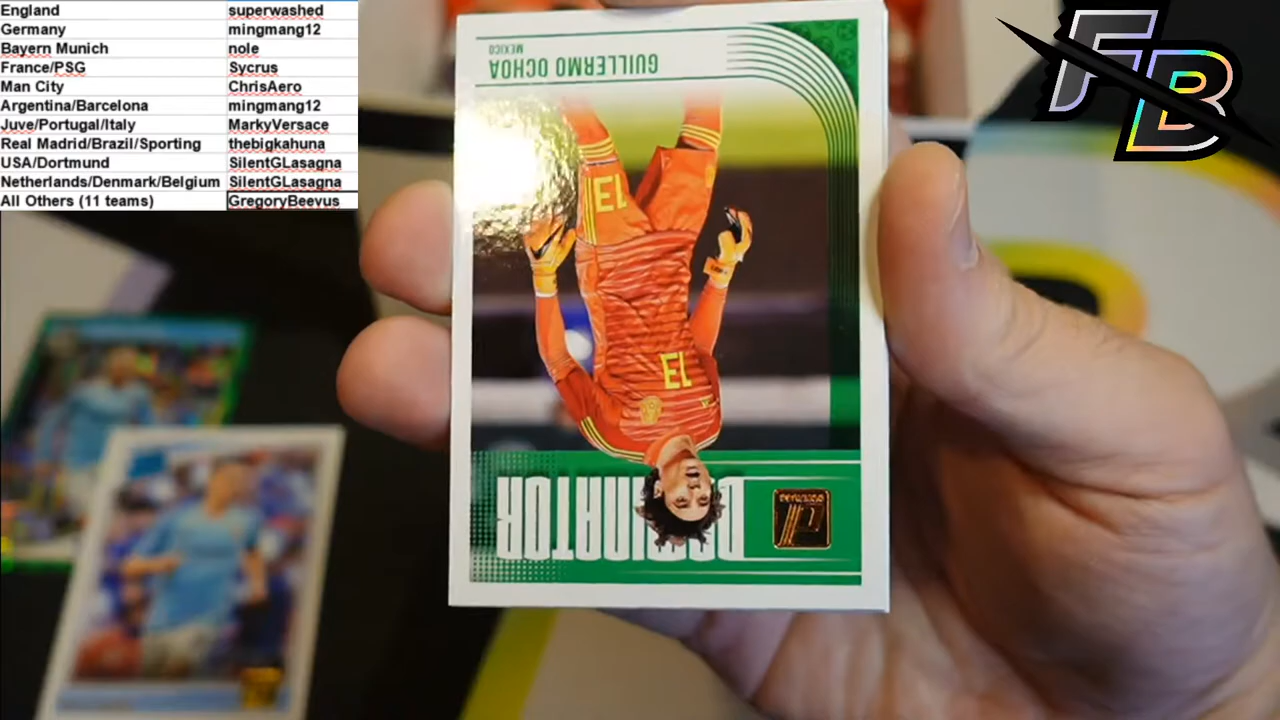 England superwashed
Germany mingmang12
Bayern Munich nole
France/PSG Sycrus
Man City ChrisAero
Argentina/Barcelona mingmang12
Juve/Portugal/Italy MarkyVersace
Real Madrid/Brazil/Sporting thebigkahuna
USA/Dortmund SilentGLasagna
Netherlands/Denmark/Belgium SilentGLasagna
All Others (11 teams) GregoryBeevus
FB
GUILLERMO OCHOA
MEXICO
13
13
DOMINATOR
DONRUSS